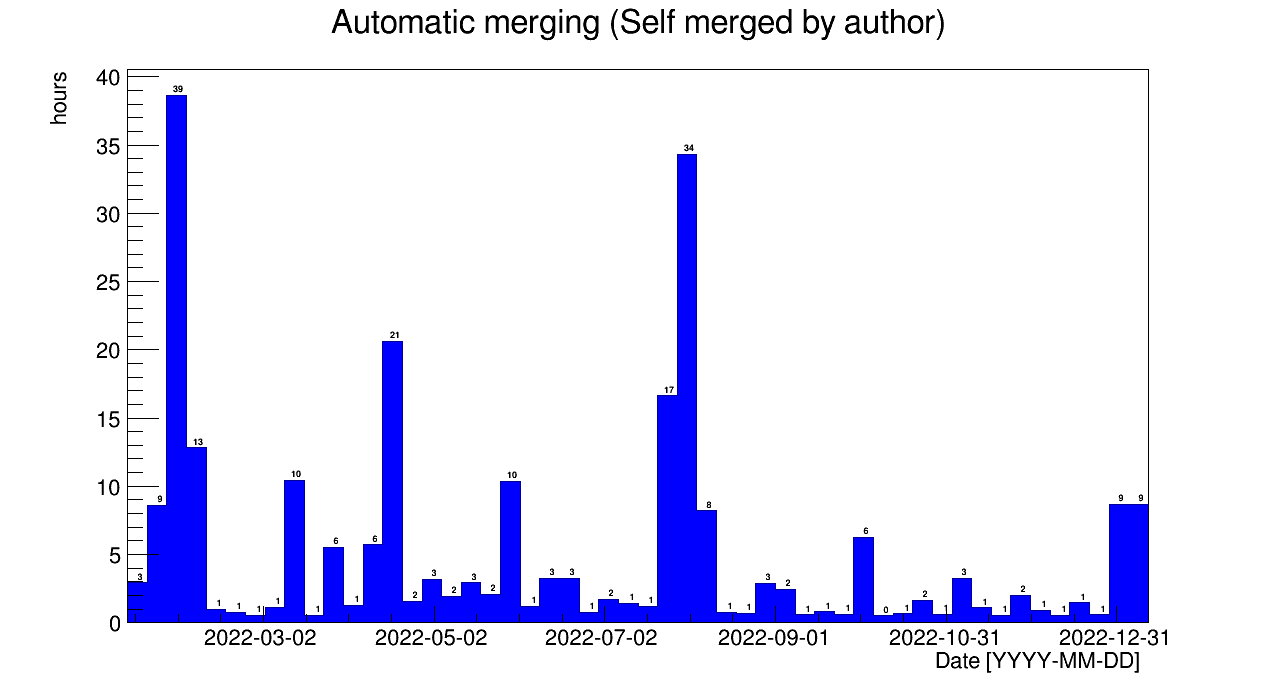 Automatic merging (Self merged by author)
hours
40
35
30
25
20
15
10
5
0
3 9 39 13 1 1 1 1 10 1 6 1 6 21 2 3 2 3 2 10 1 3 3 1 2 1 1 17 34 8 1 1 3 2 1 1 1 6 0 1 2 1 3 1 1 2 1 1 1 1 9 9
2022-03-02 2022-05-02 2022-07-02 2022-09-01 2022-10-31 2022-12-31
Date [YYYY-MM-DD]